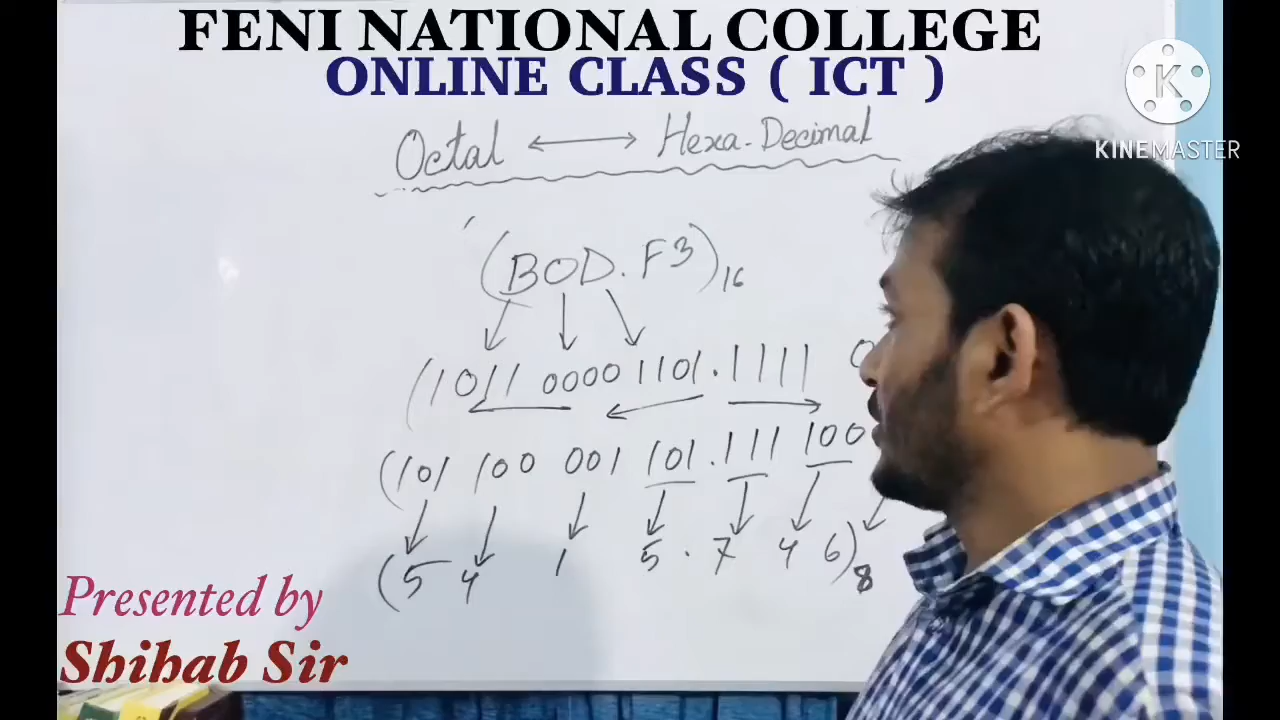 FENI NATIONAL COLLEGE
ONLINE CLASS ( ICT )
K
KINEMASTER
Octal ⟷ Hexa-Decimal
(BOD.F3)16
(1011 0000 1101.1111 0
(101 100 001 101.111 100
(5 4 1 5.7 4 6)8
Presented by
Shihab Sir